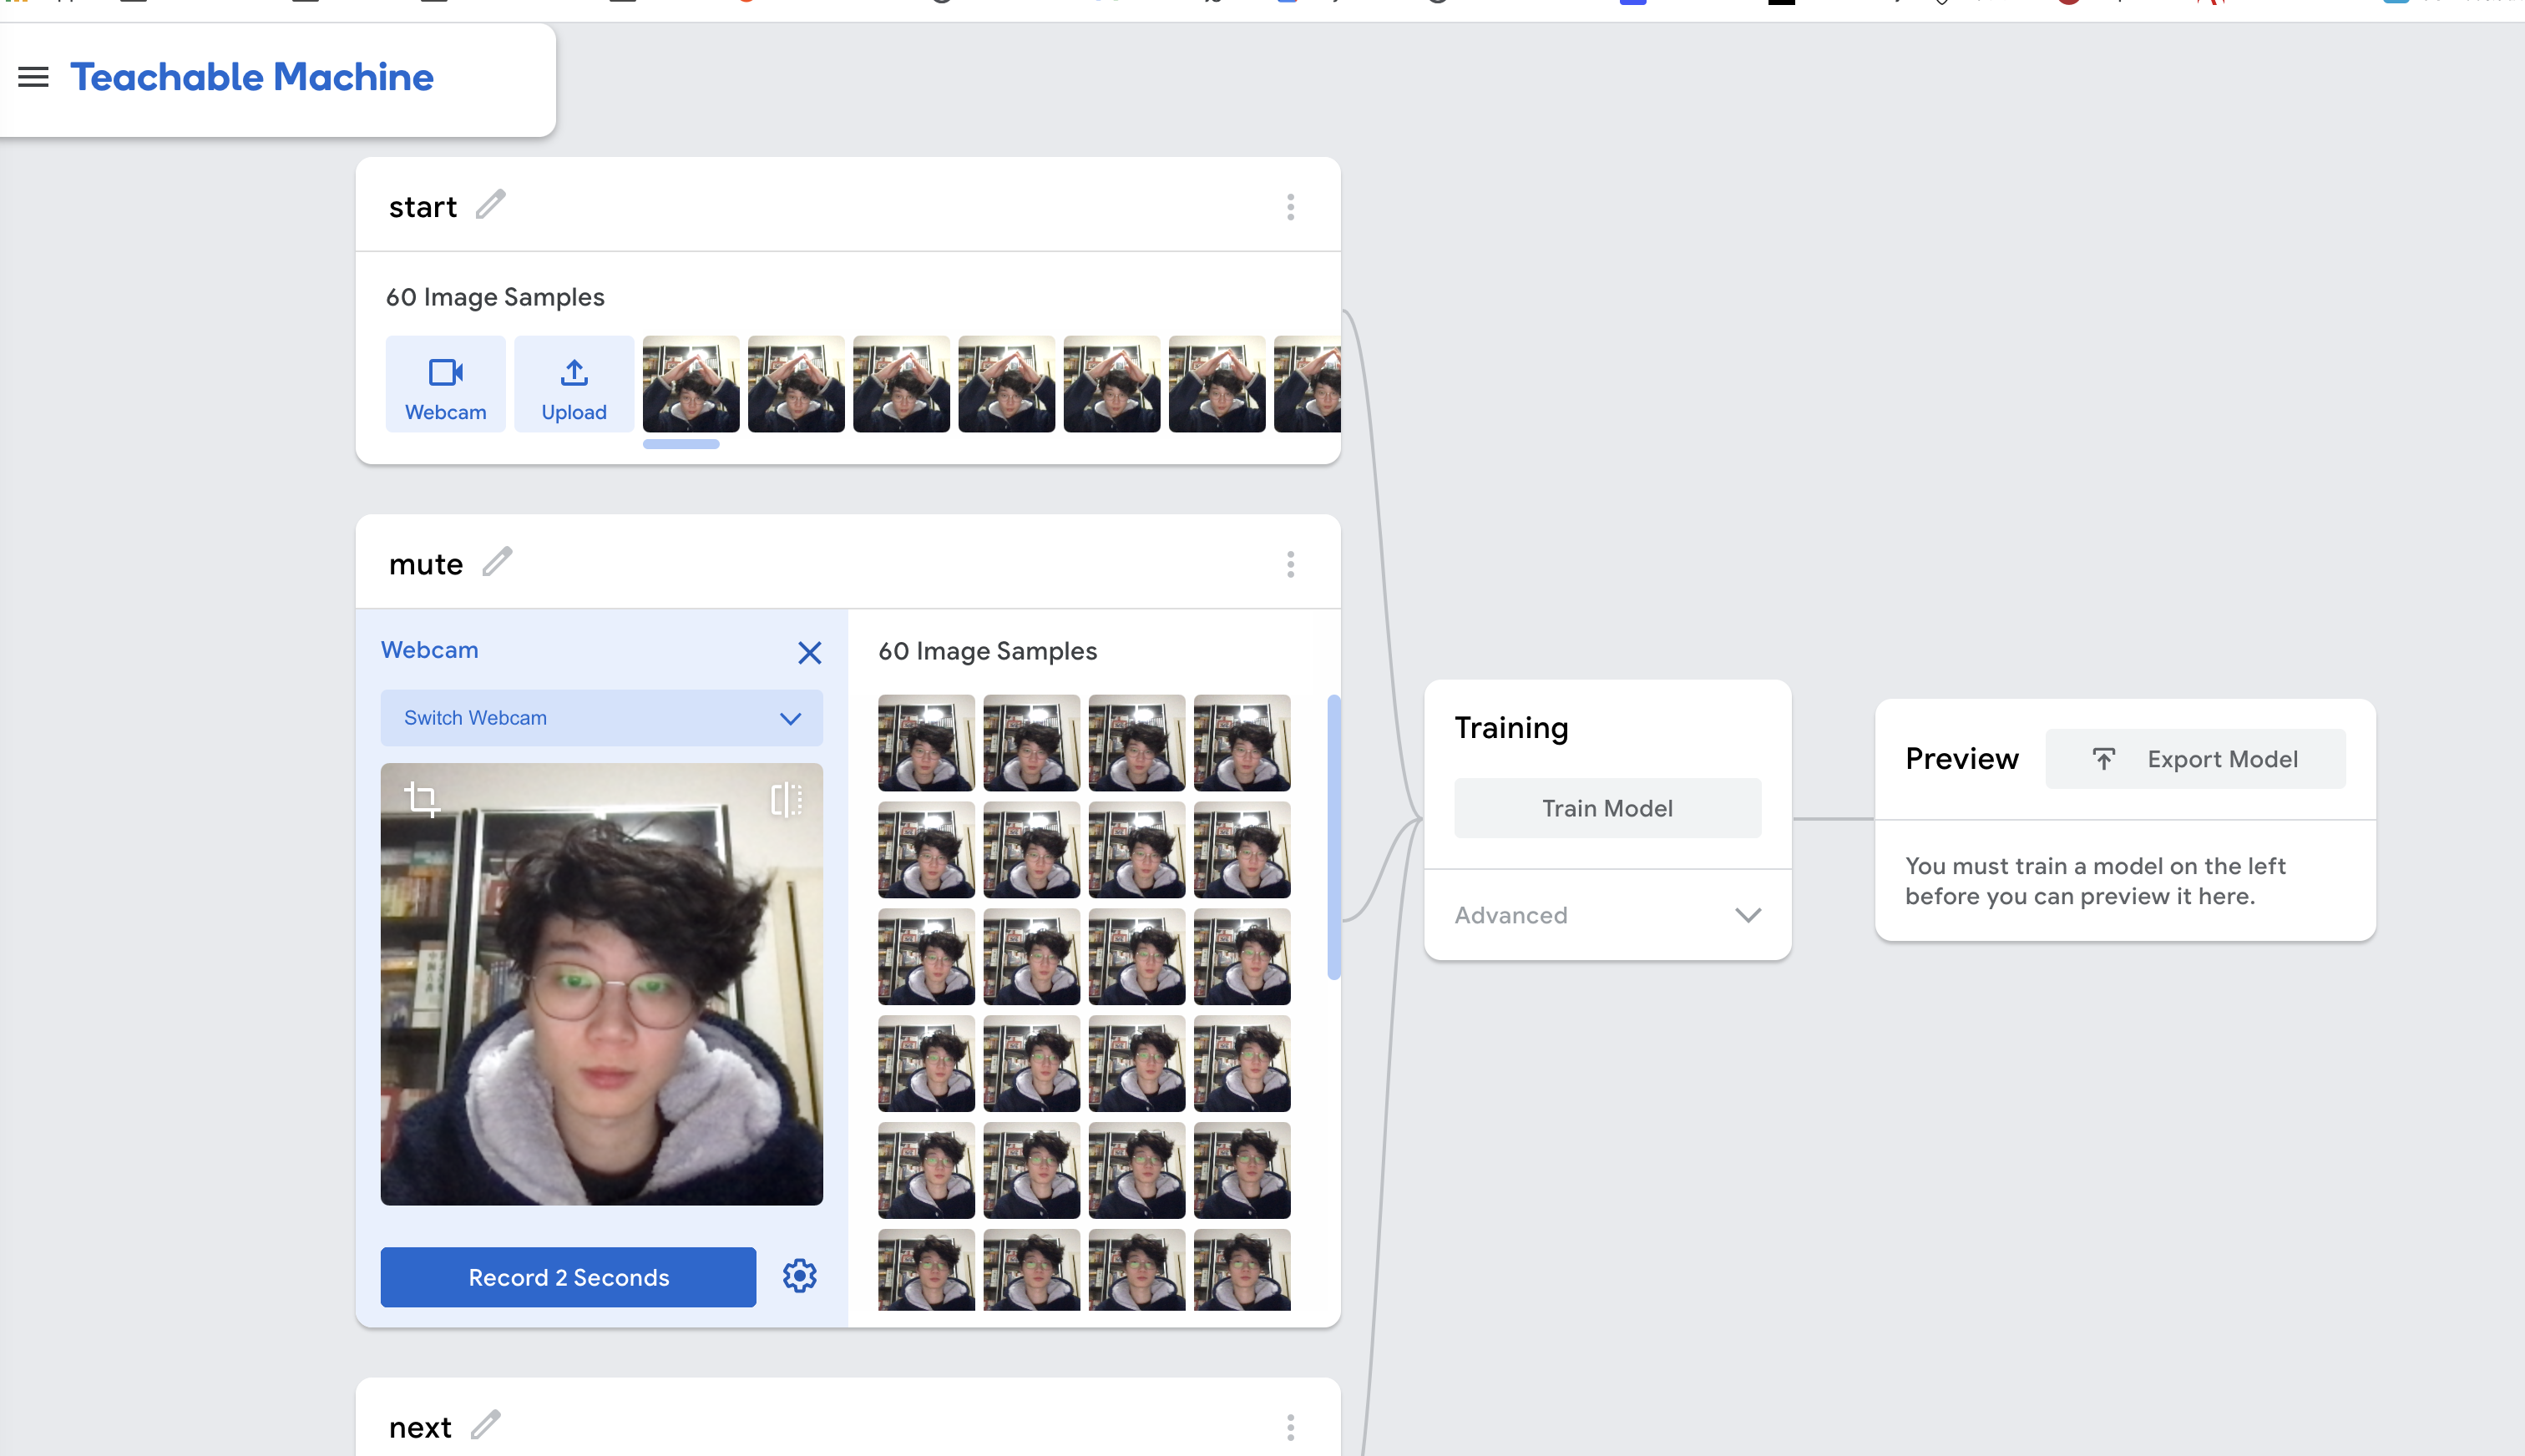 Teachable Machine
start
60 Image Samples
Webcam
Upload
mute
Webcam
Switch Webcam
Record 2 Seconds
60 Image Samples
Training
Train Model
Advanced
Preview
Export Model
You must train a model on the left
before you can preview it here.
next